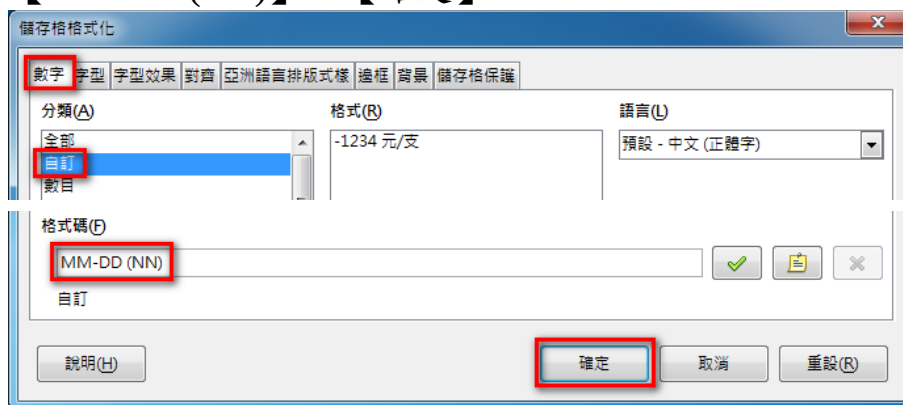 儲存格格式化
數字 字型 字型效果 對齊 亞洲語言排版式樣 邊框 背景 儲存格保護
分類(A) 格式(R) 語言(L)
全部 -1234 元/支 預設 - 中文 (正體字)
自訂
數目
格式碼(F)
MM-DD (NN)
自訂
說明(H) 確定 取消 重設(R)